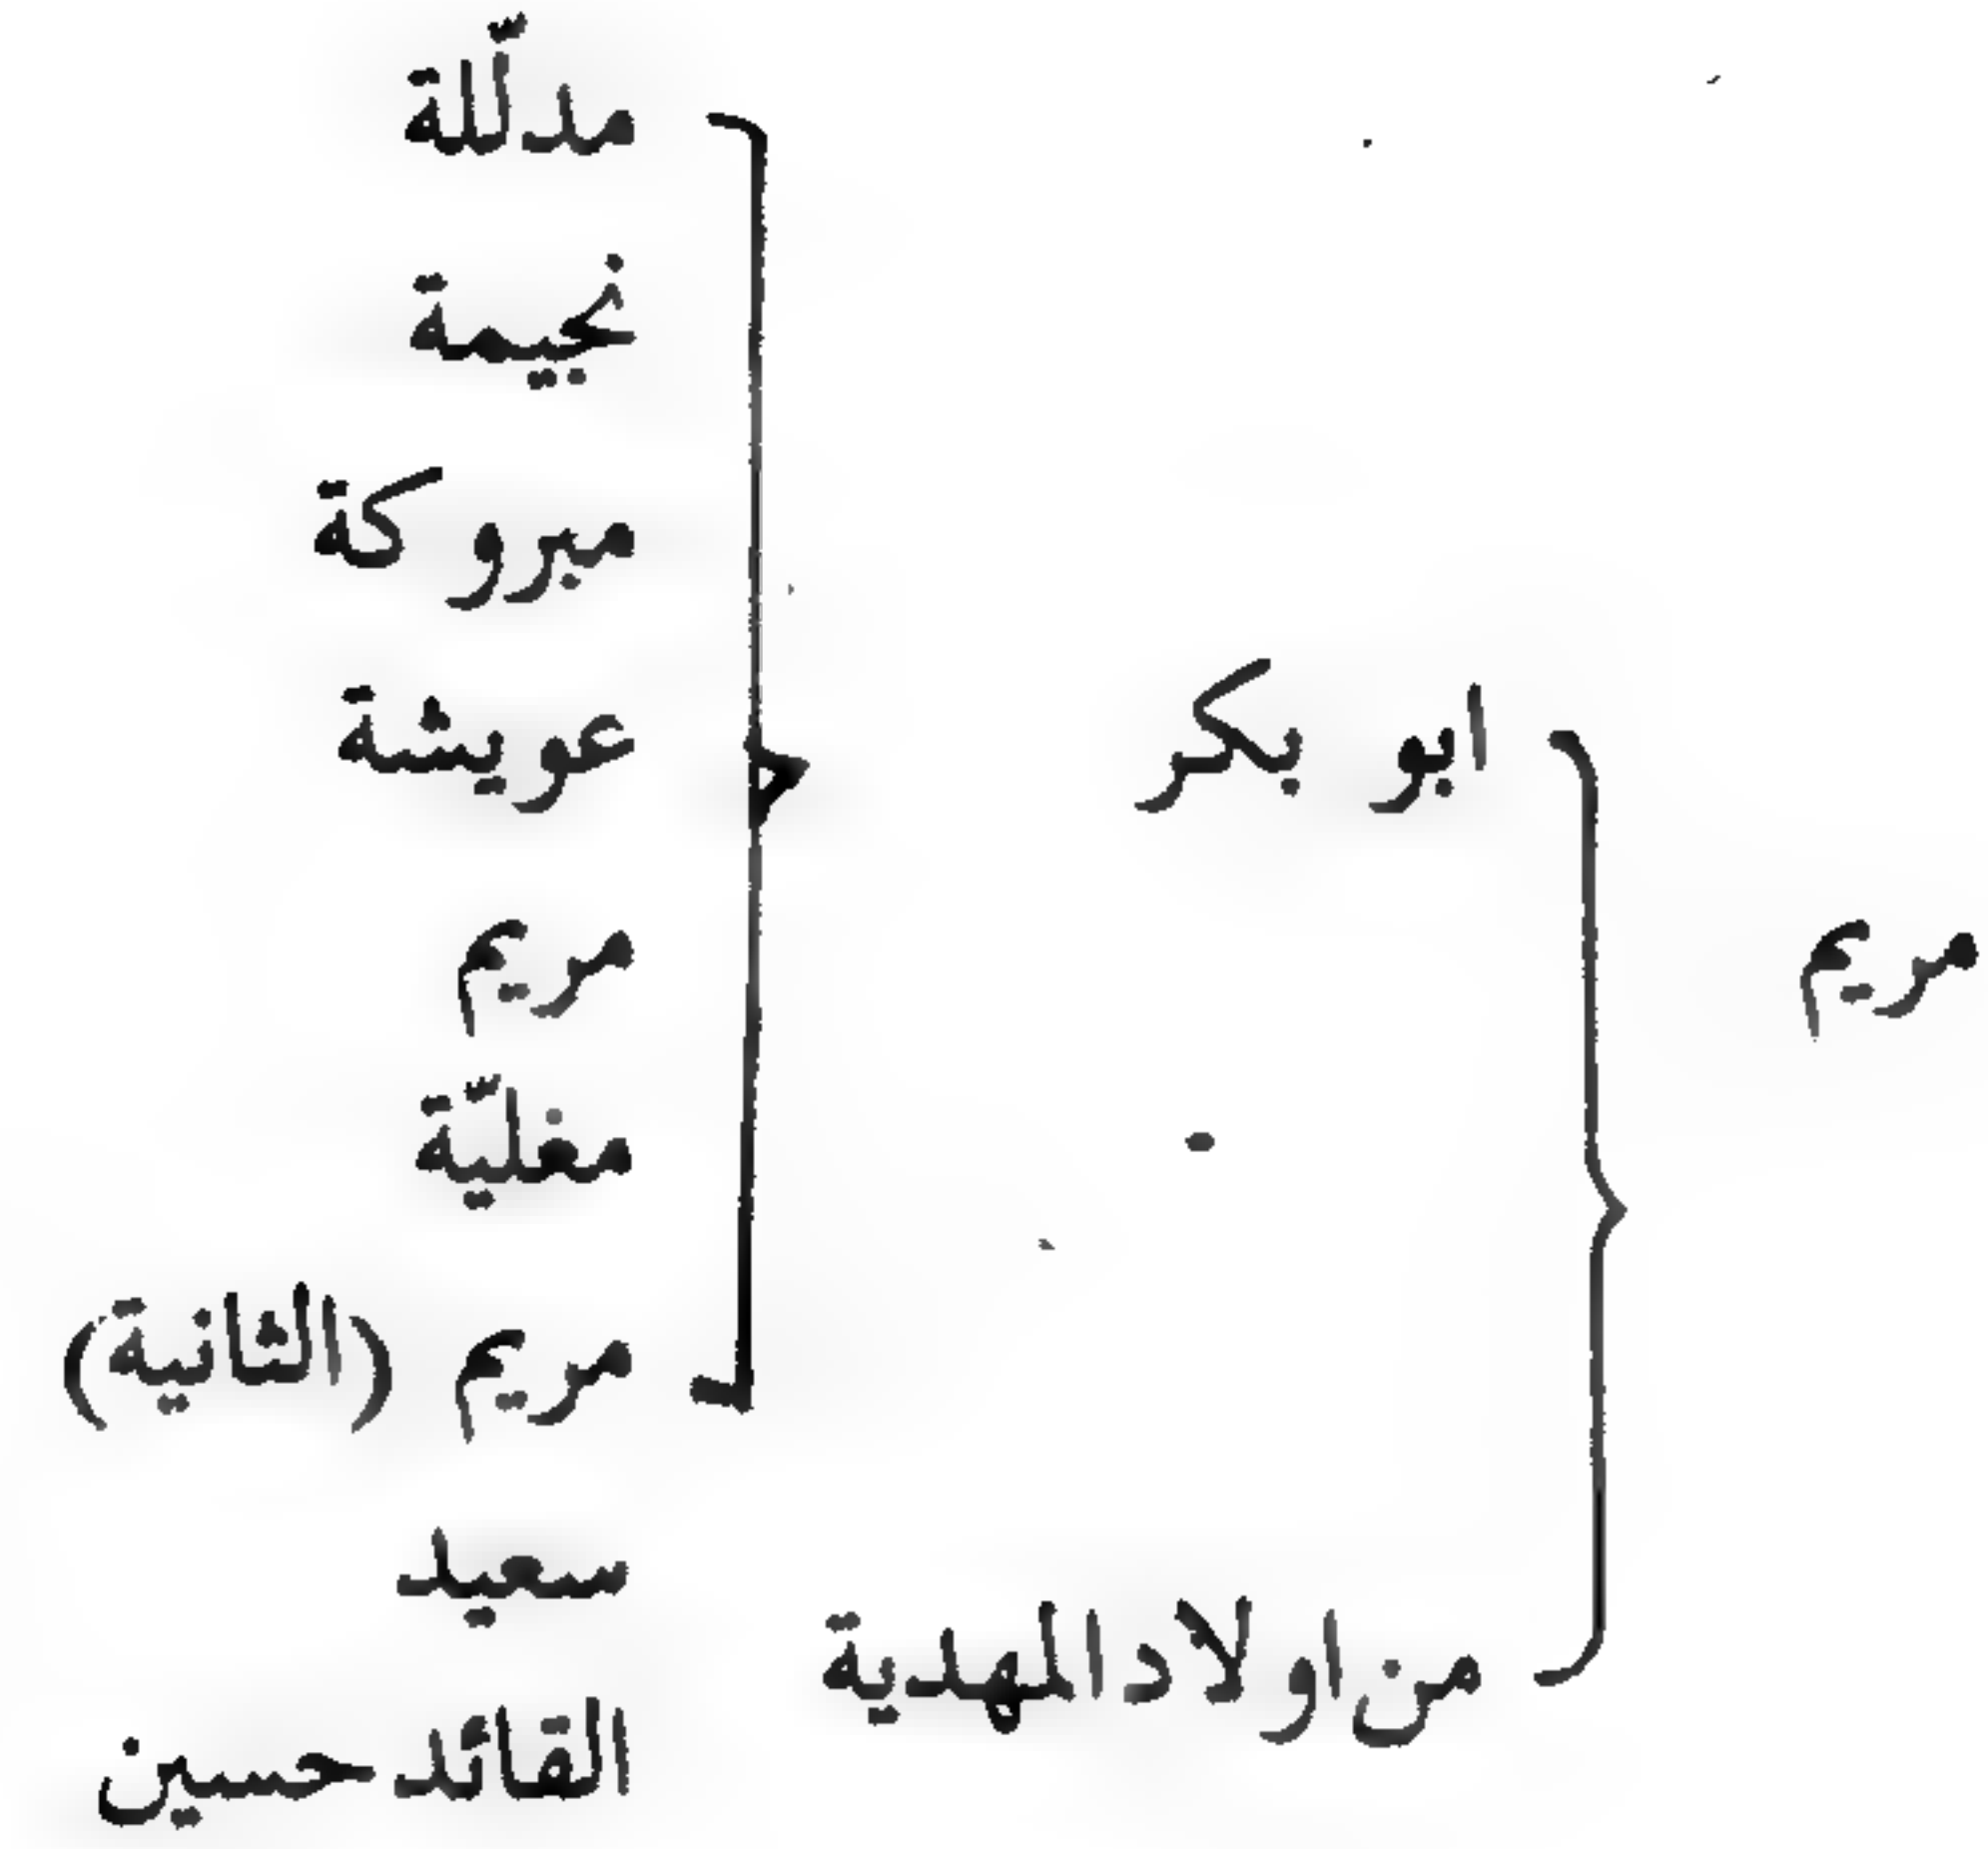 مريم
ابو بكر
من اولاد المهدية
مدلّلة
نجيمة
مبروكة
عويشة
مريم
مغليّة
مريم (الثانية)
سعيد
القائد حسين